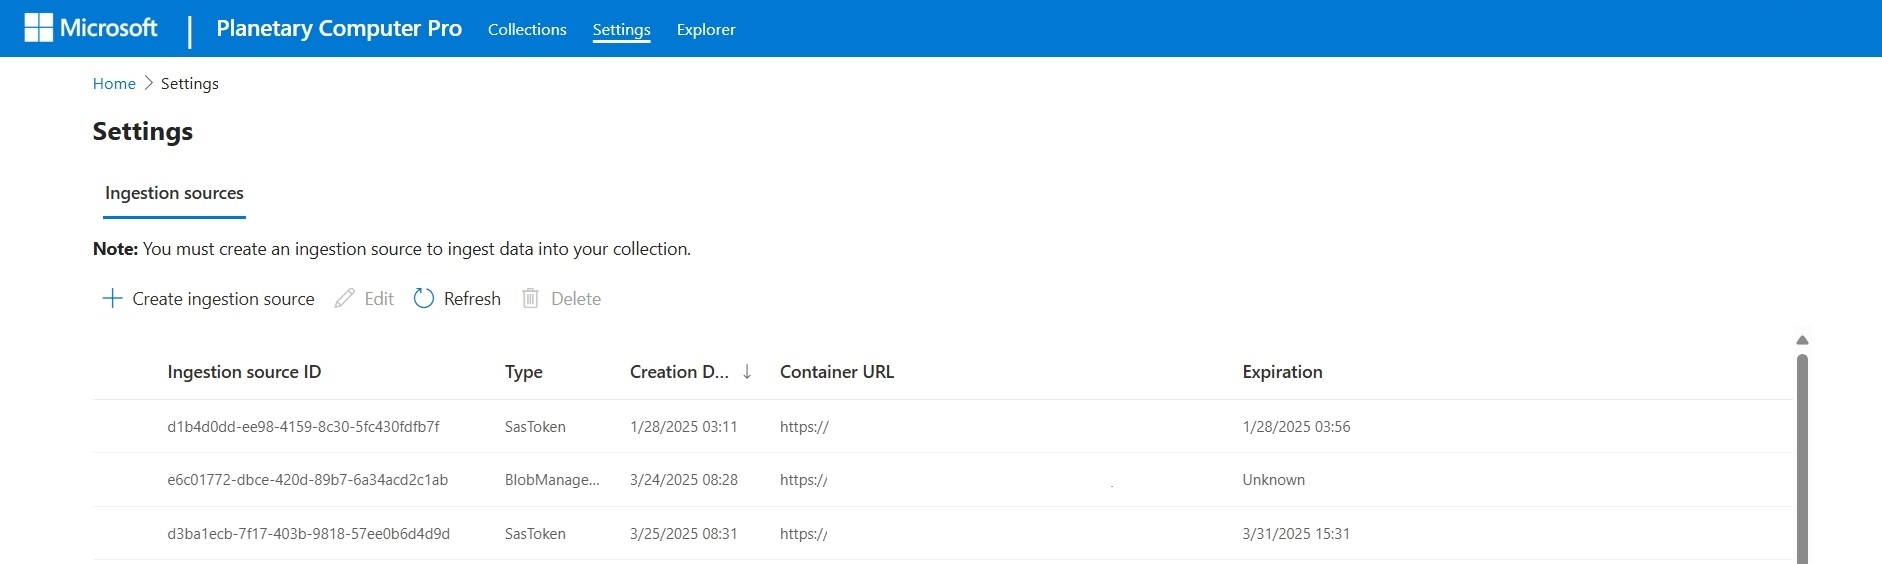 Microsoft | Planetary Computer Pro Collections Settings Explorer
Home > Settings
Settings
Ingestion sources
Note: You must create an ingestion source to ingest data into your collection.
Create ingestion source Edit Refresh Delete
Ingestion source ID Type Creation D... ↓ Container URL Expiration
d1b4d0dd-ee98-4159-8c30-5fc430fdfb7f SasToken 1/28/2025 03:11 https:// 1/28/2025 03:56
e6c01772-dbce-420d-89b7-6a34acd2c1ab BlobManage... 3/24/2025 08:28 https:// Unknown
d3ba1ecb-7f17-403b-9818-57ee0b6d4d9d SasToken 3/25/2025 08:31 https:// 3/31/2025 15:31